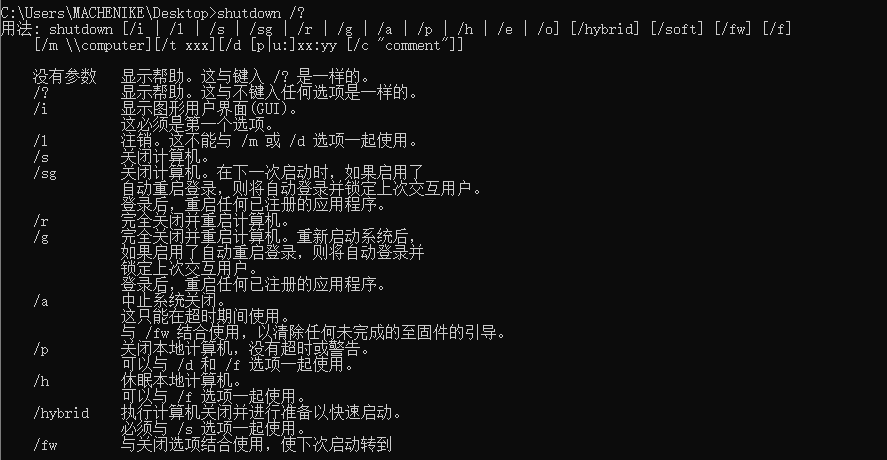 C:\Users\MACHENIKE\Desktop>shutdown /?
用法: shutdown [/i | /l | /s | /sg | /r | /g | /a | /p | /h | /e | /o] [/hybrid] [/soft] [/fw] [/f]
[/m \\computer][/t xxx][/d [p|u:]xx:yy [/c "comment"]]
没有参数 显示帮助。这与键入 /? 是一样的。
/? 显示帮助。这与不键入任何选项是一样的。
/i 显示图形用户界面(GUI)。
这必须是第一个选项。
/l 注销。这不能与 /m 或 /d 选项一起使用。
/s 关闭计算机。
/sg 关闭计算机。在下一次启动时，如果启用了
自动重启登录，则将自动登录并锁定上次交互用户。
登录后，重启任何已注册的应用程序。
/r 完全关闭并重启计算机。
/g 完全关闭并重启计算机。重新启动系统后，
如果启用了自动重启登录，则将自动登录并
锁定上次交互用户。
登录后，重启任何已注册的应用程序。
/a 中止系统关闭。
这只能在超时期间使用。
与 /fw 结合使用，以清除任何未完成的至固件的引导。
/p 关闭本地计算机，没有超时或警告。
可以与 /d 和 /f 选项一起使用。
/h 休眠本地计算机。
可以与 /f 选项一起使用。
/hybrid 执行计算机关闭并进行准备以快速启动。
必须与 /s 选项一起使用。
/fw 与关闭选项结合使用，使下次启动转到